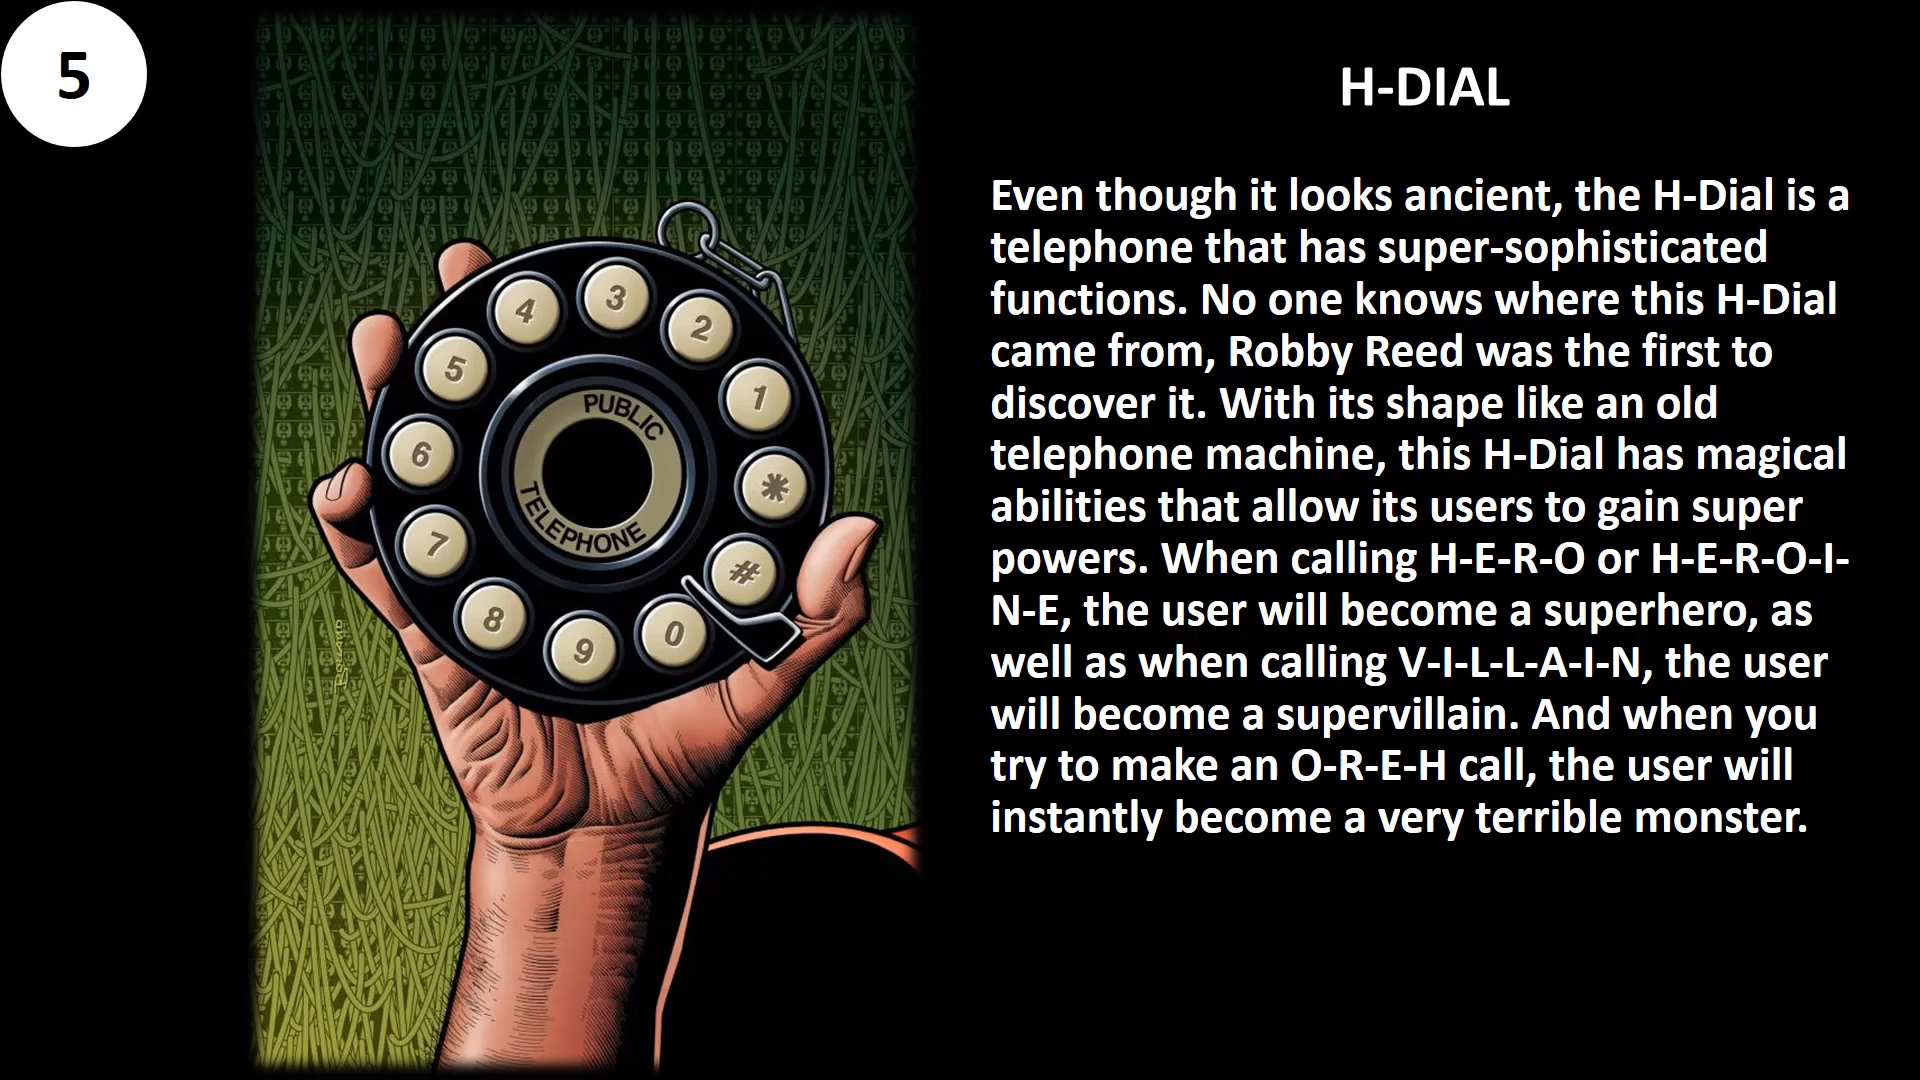 5
H-DIAL
Even though it looks ancient, the H-Dial is a
telephone that has super-sophisticated
functions. No one knows where this H-Dial
came from, Robby Reed was the first to
discover it. With its shape like an old
telephone machine, this H-Dial has magical
abilities that allow its users to gain super
powers. When calling H-E-R-O or H-E-R-O-I-
N-E, the user will become a superhero, as
well as when calling V-I-L-L-A-I-N, the user
will become a supervillain. And when you
try to make an O-R-E-H call, the user will
instantly become a very terrible monster.
4
3
2
5
1
6
*
7
#
8
9
0
PUBLIC
TELEPHONE
BOLLAND